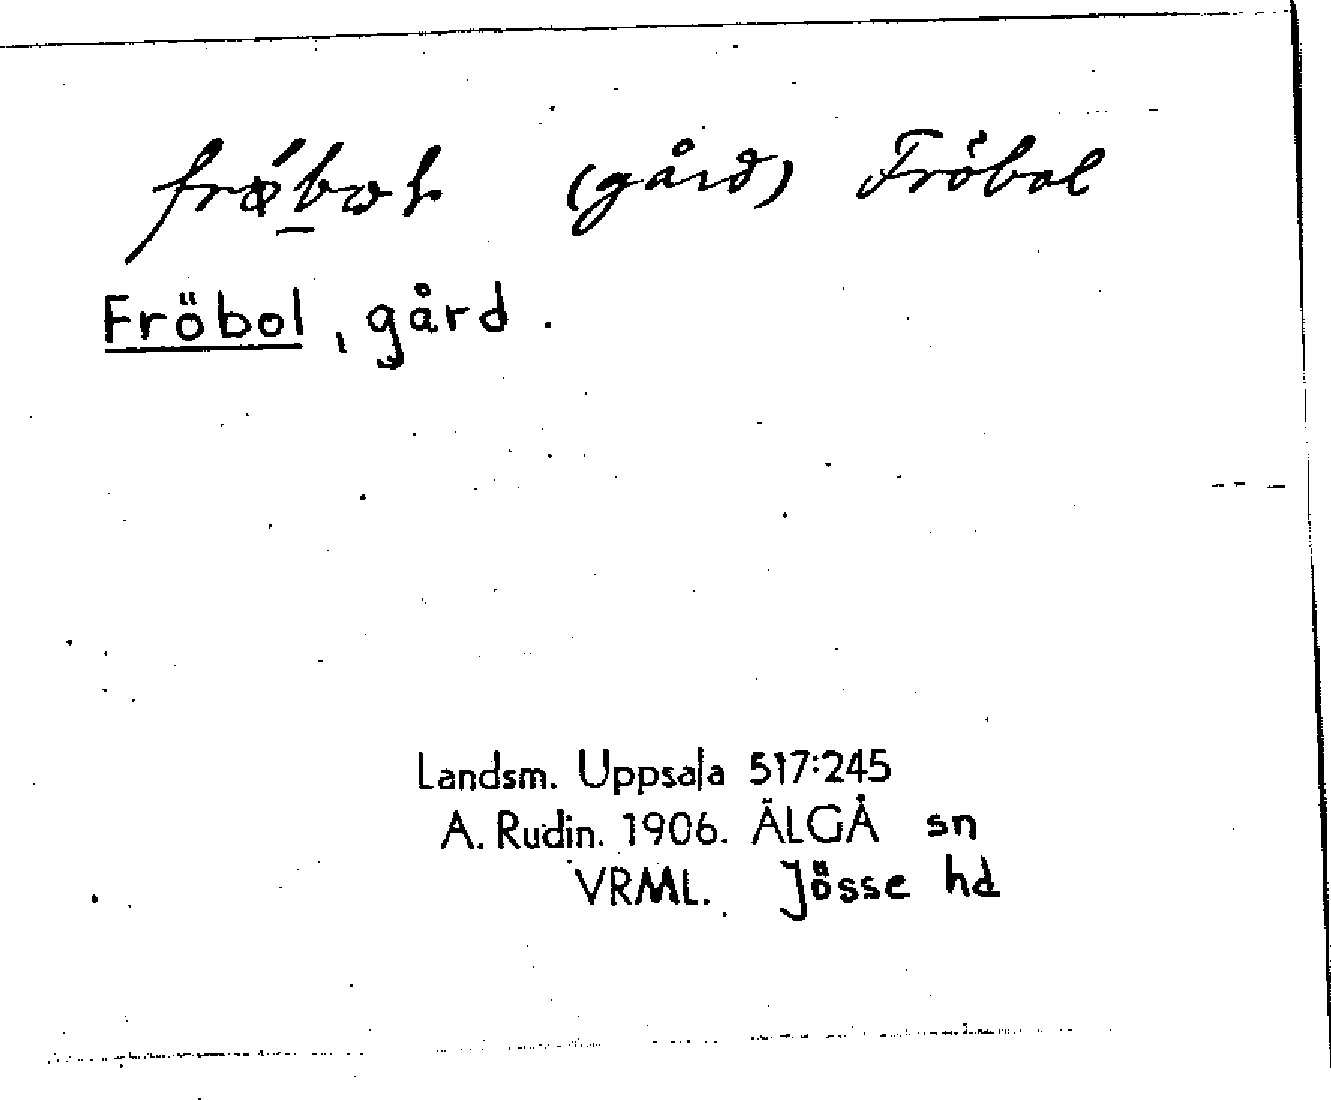 (gård) Fröbol
Fröbol, gård.
Landsm. Uppsala 517:245
A. Rudin. 1906. ÄLGÅ sn
VRML. Jösse hd